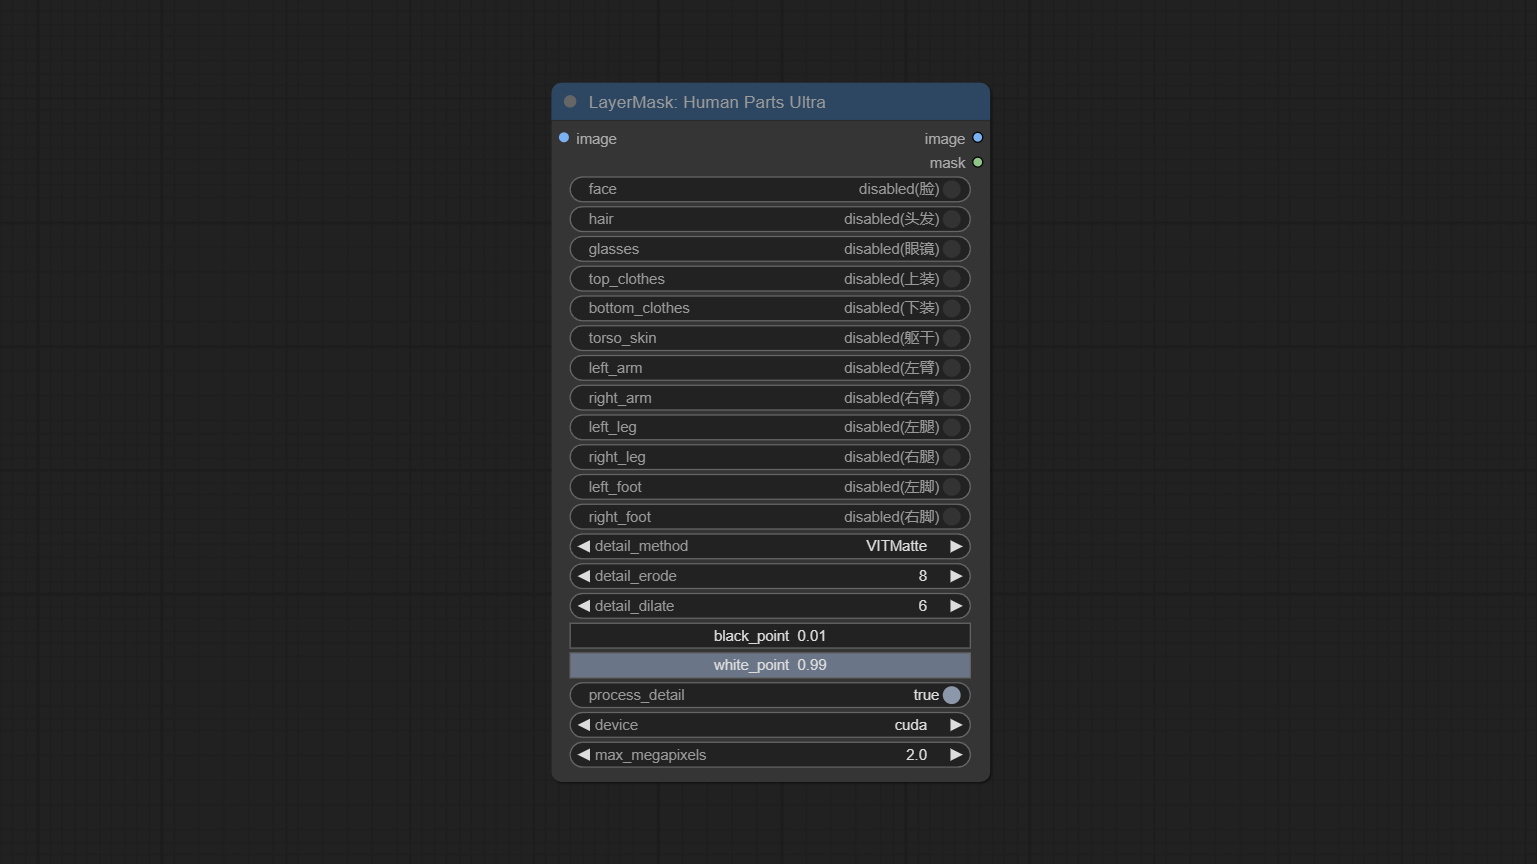 LayerMask: Human Parts Ultra
image image
mask
face disabled(脸)
hair disabled(头发)
glasses disabled(眼镜)
top_clothes disabled(上装)
bottom_clothes disabled(下装)
torso_skin disabled(躯干)
left_arm disabled(左臂)
right_arm disabled(右臂)
left_leg disabled(左腿)
right_leg disabled(右腿)
left_foot disabled(左脚)
right_foot disabled(右脚)
detail_method VITMatte
detail_erode 8
detail_dilate 6
black_point 0.01
white_point 0.99
process_detail true
device cuda
max_megapixels 2.0